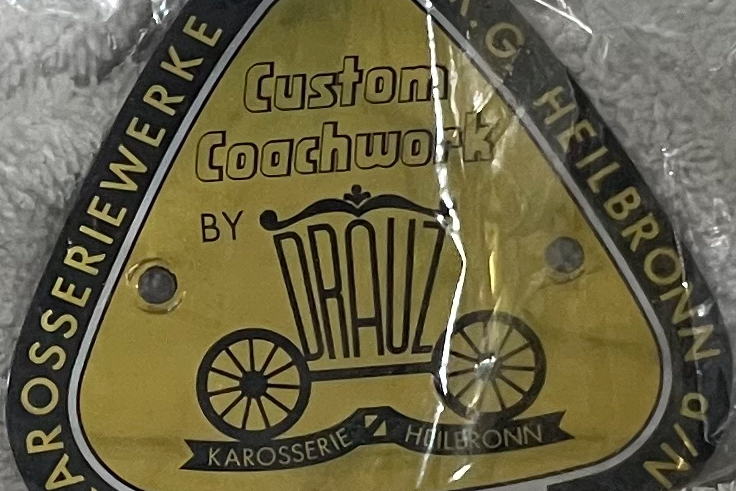 KAROSSERIEWERKE
K.G. HEILBRONN a/N
Custom
Coachwork
BY DRAUZ
KAROSSERIE HEILBRONN